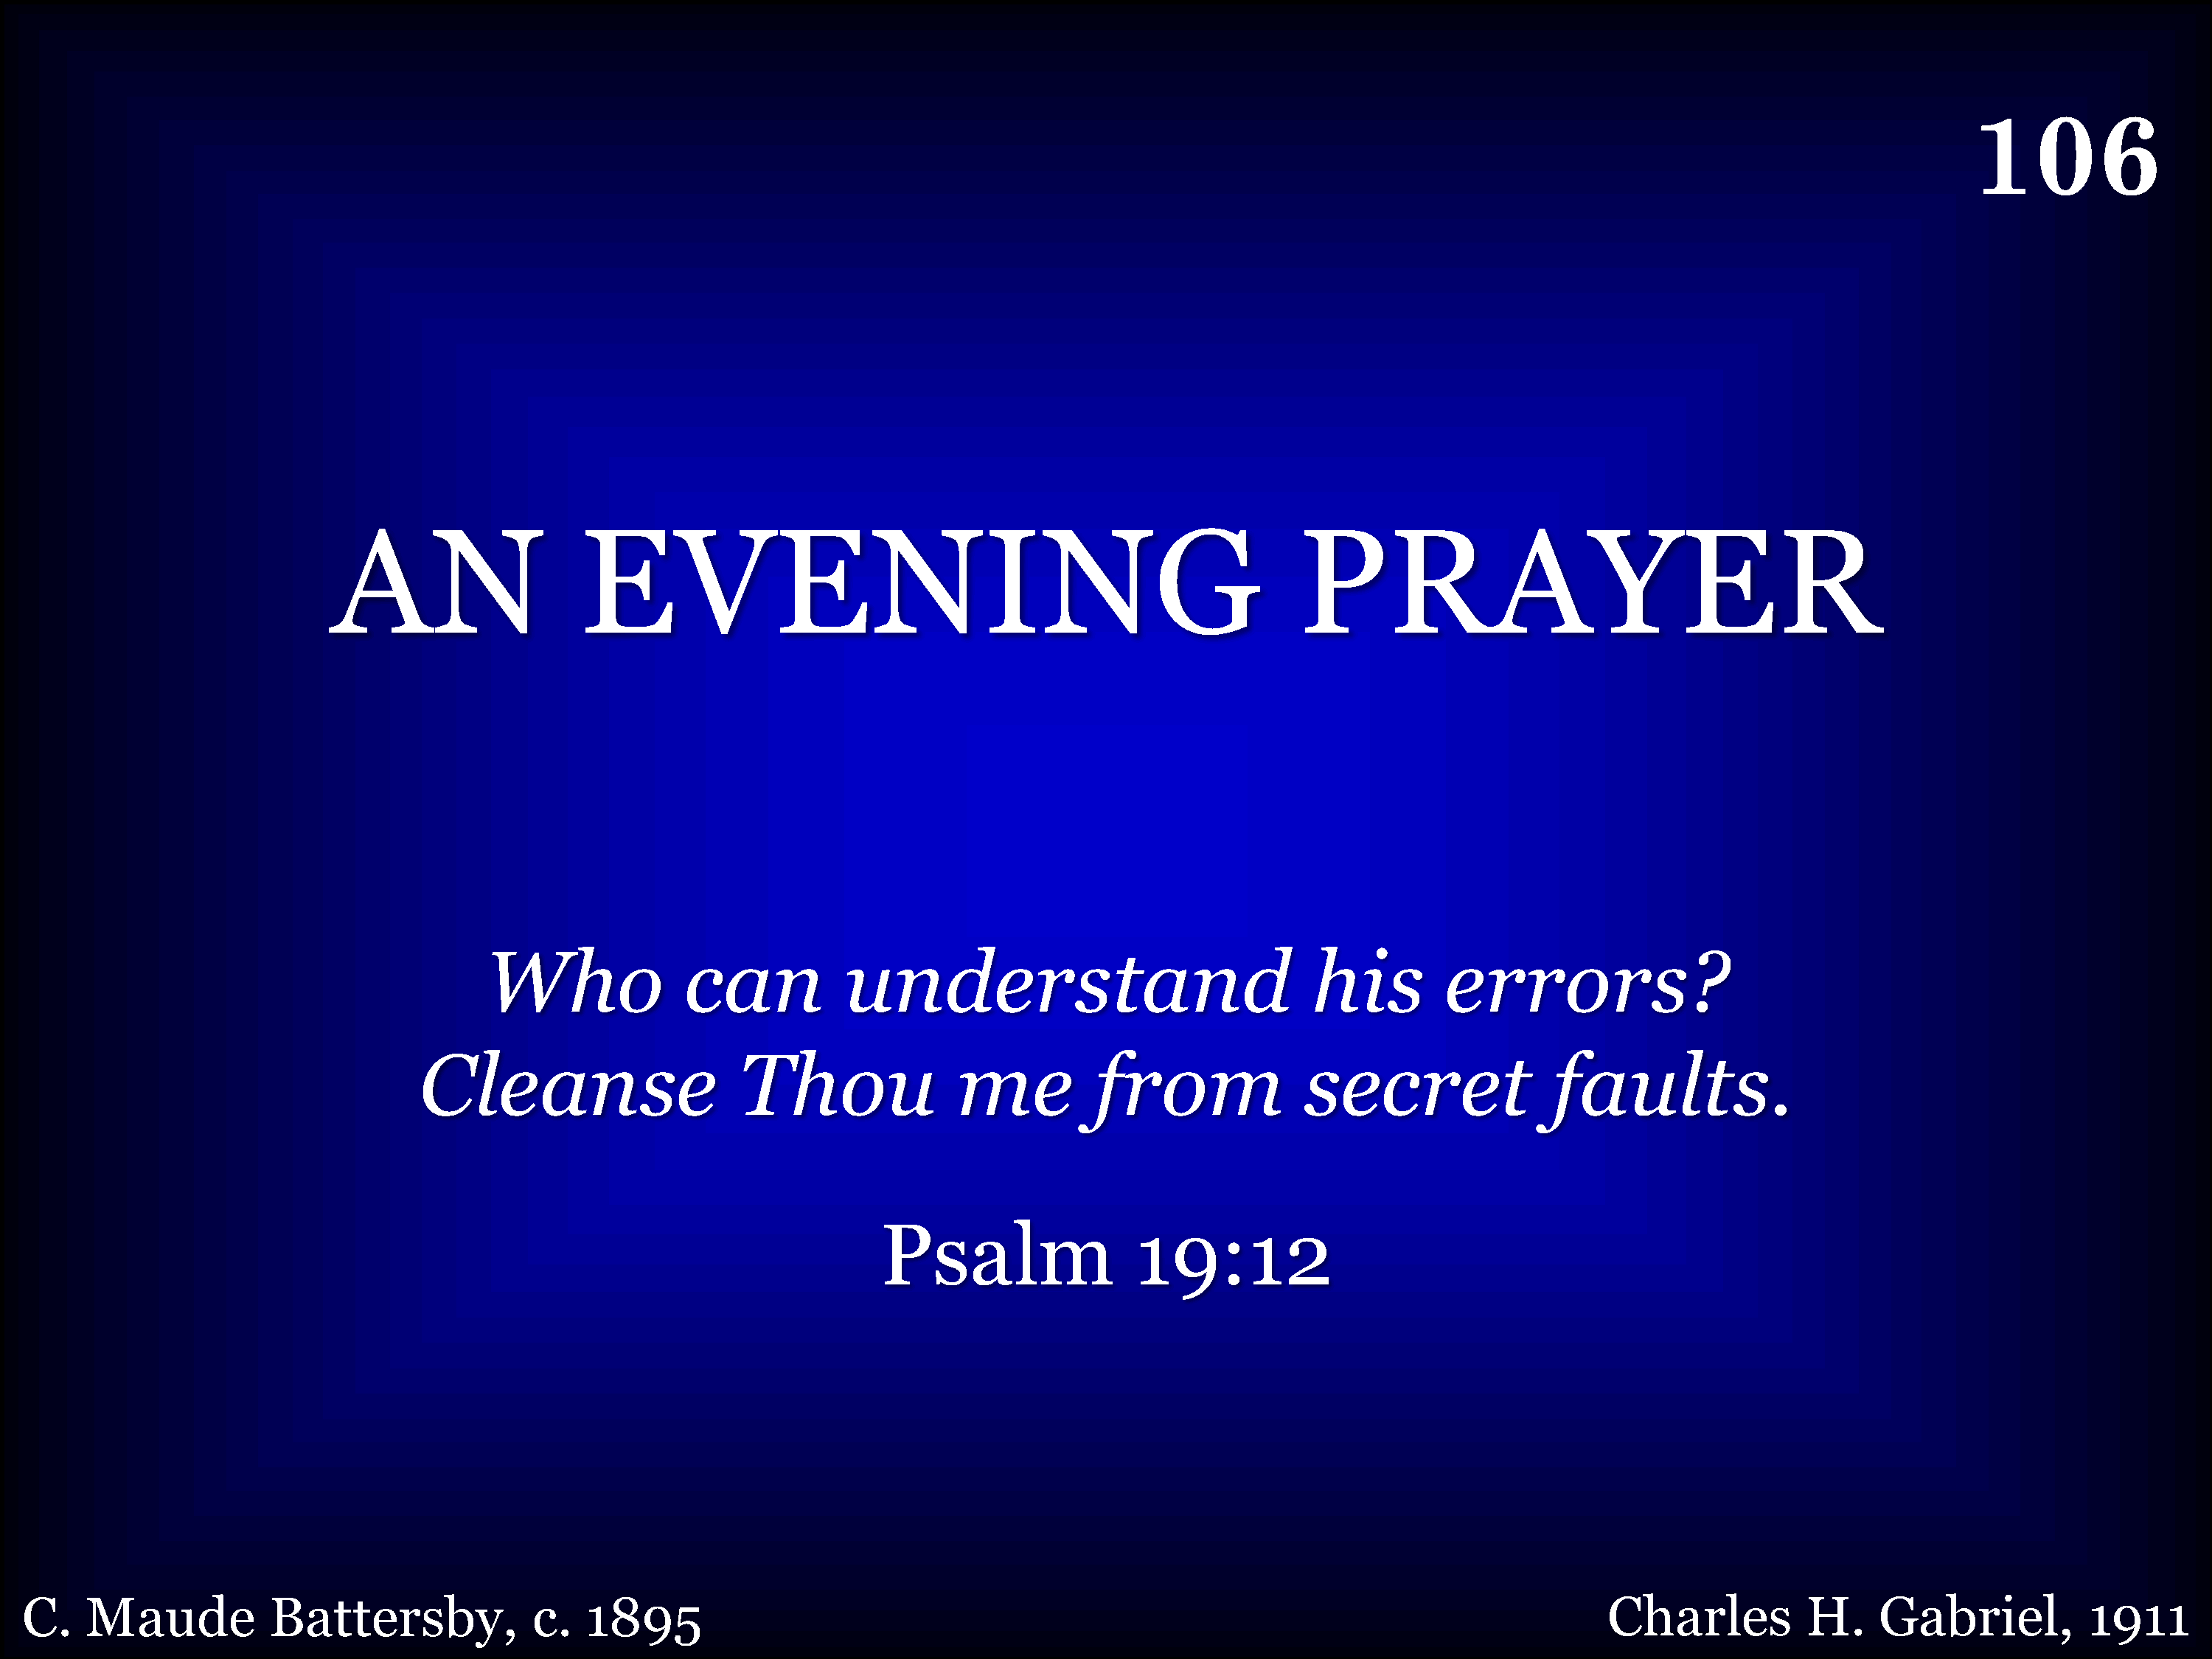 106
AN EVENING PRAYER
Who can understand his errors?
Cleanse Thou me from secret faults.
Psalm 19:12
C. Maude Battersby, c. 1895
Charles H. Gabriel, 1911